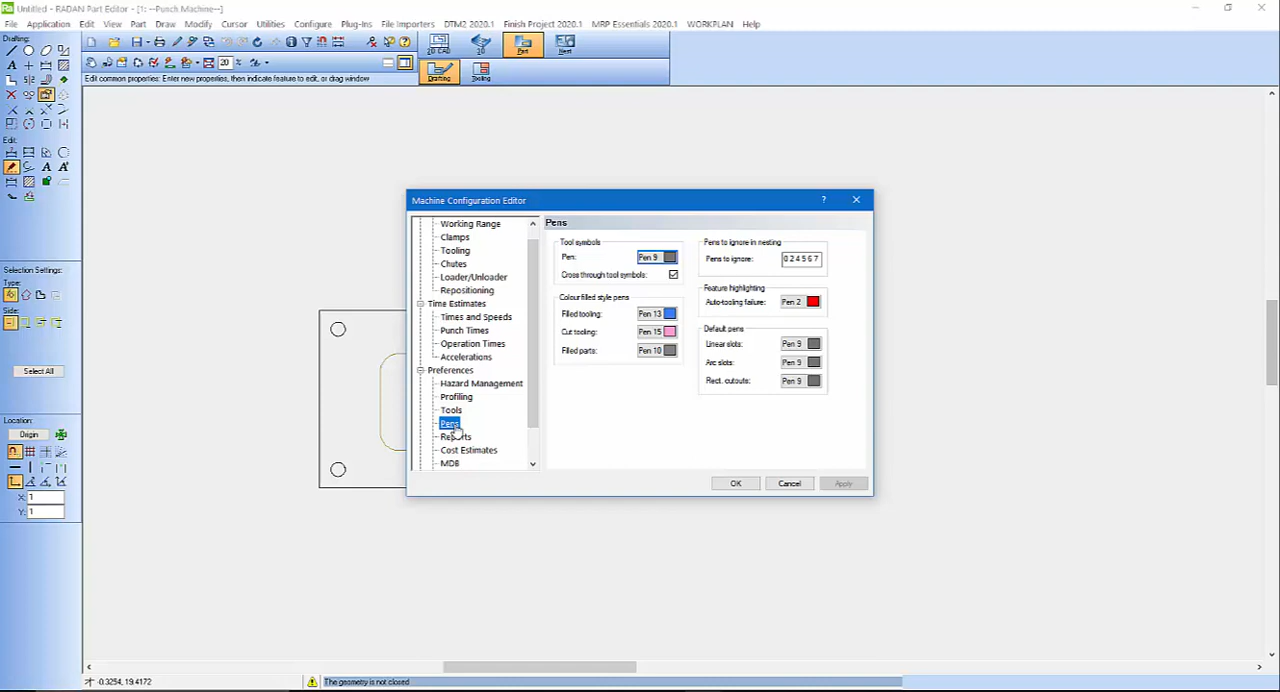 Untitled - RADAN Part Editor - [1: --Punch Machine--]
File Application Edit View Part Draw Modify Cursor Utilities Configure Plug-Ins File Importers DTM2 2020.1 Finish Project 2020.1 MRP Essentials 2020.1 WORKPLAN Help
Drafting:
2D CAD 3D Part Nest
20 %
Edit common properties: Enter new properties, then indicate feature to edit, or drag window
Drafting Tooling
Edit:
Selection Settings:
Type:
Side:
Select All
Location:
Origin
X: 1
Y: 1
Machine Configuration Editor
Working Range
Clamps
Tooling
Chutes
Loader/Unloader
Repositioning
Time Estimates
Times and Speeds
Punch Times
Operation Times
Accelerations
Preferences
Hazard Management
Profiling
Tools
Pens
Reports
Cost Estimates
MDB
Pens
Tool symbols
Pen: Pen 9
Cross through tool symbols:
Colour filled style pens
Filled tooling: Pen 13
Cut tooling: Pen 15
Filled parts: Pen 10
Pens to ignore in nesting
Pens to ignore: 0 2 4 5 6 7
Feature highlighting
Auto-tooling failure: Pen 2
Default pens
Linear slots: Pen 9
Arc slots: Pen 9
Rect. cutouts: Pen 9
OK Cancel Apply
-0.3254, 19.4172
The geometry is not closed